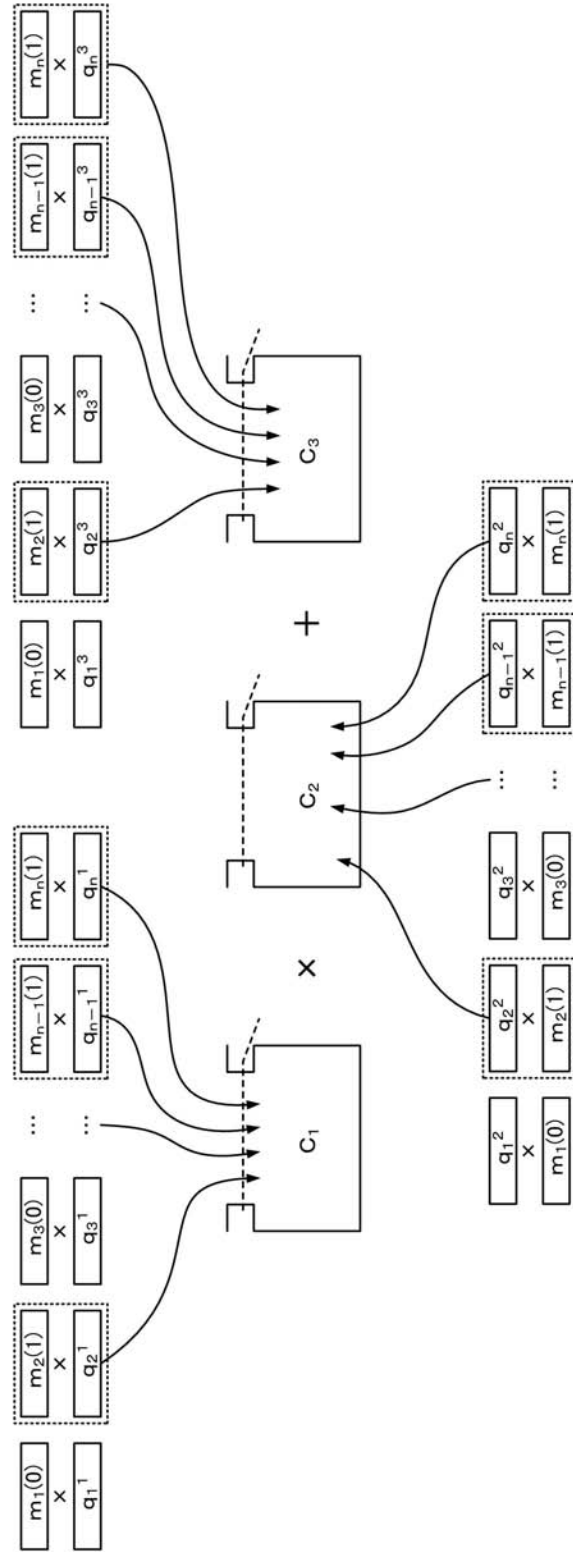 m₁(0) m₂(1) m₃(0) ... mₙ₋₁(1) mₙ(1) m₁(0) m₂(1) m₃(0) ... mₙ₋₁(1) mₙ(1)
× × × × × × × × × ×
q₁¹ q₂¹ q₃¹ ... qₙ₋₁¹ qₙ¹ q₁³ q₂³ q₃³ ... qₙ₋₁³ qₙ³
C₁ × C₂ + C₃
q₁² q₂² q₃² ... qₙ₋₁² qₙ²
× × × × ×
m₁(0) m₂(1) m₃(0) ... mₙ₋₁(1) mₙ(1)